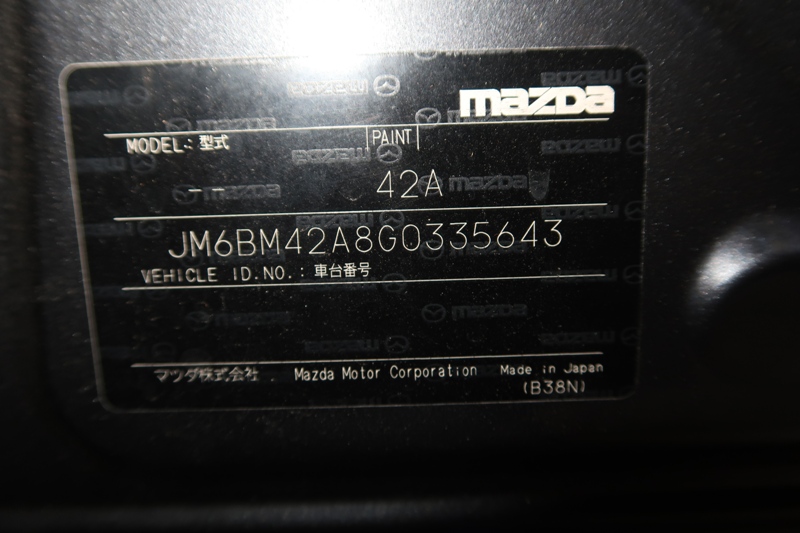 mazda
MODEL: 型式 PAINT
-- 42A
JM6BM42A8G0335643
VEHICLE ID.NO.: 車台番号
マツダ株式会社 Mazda Motor Corporation Made in Japan
(B38N)